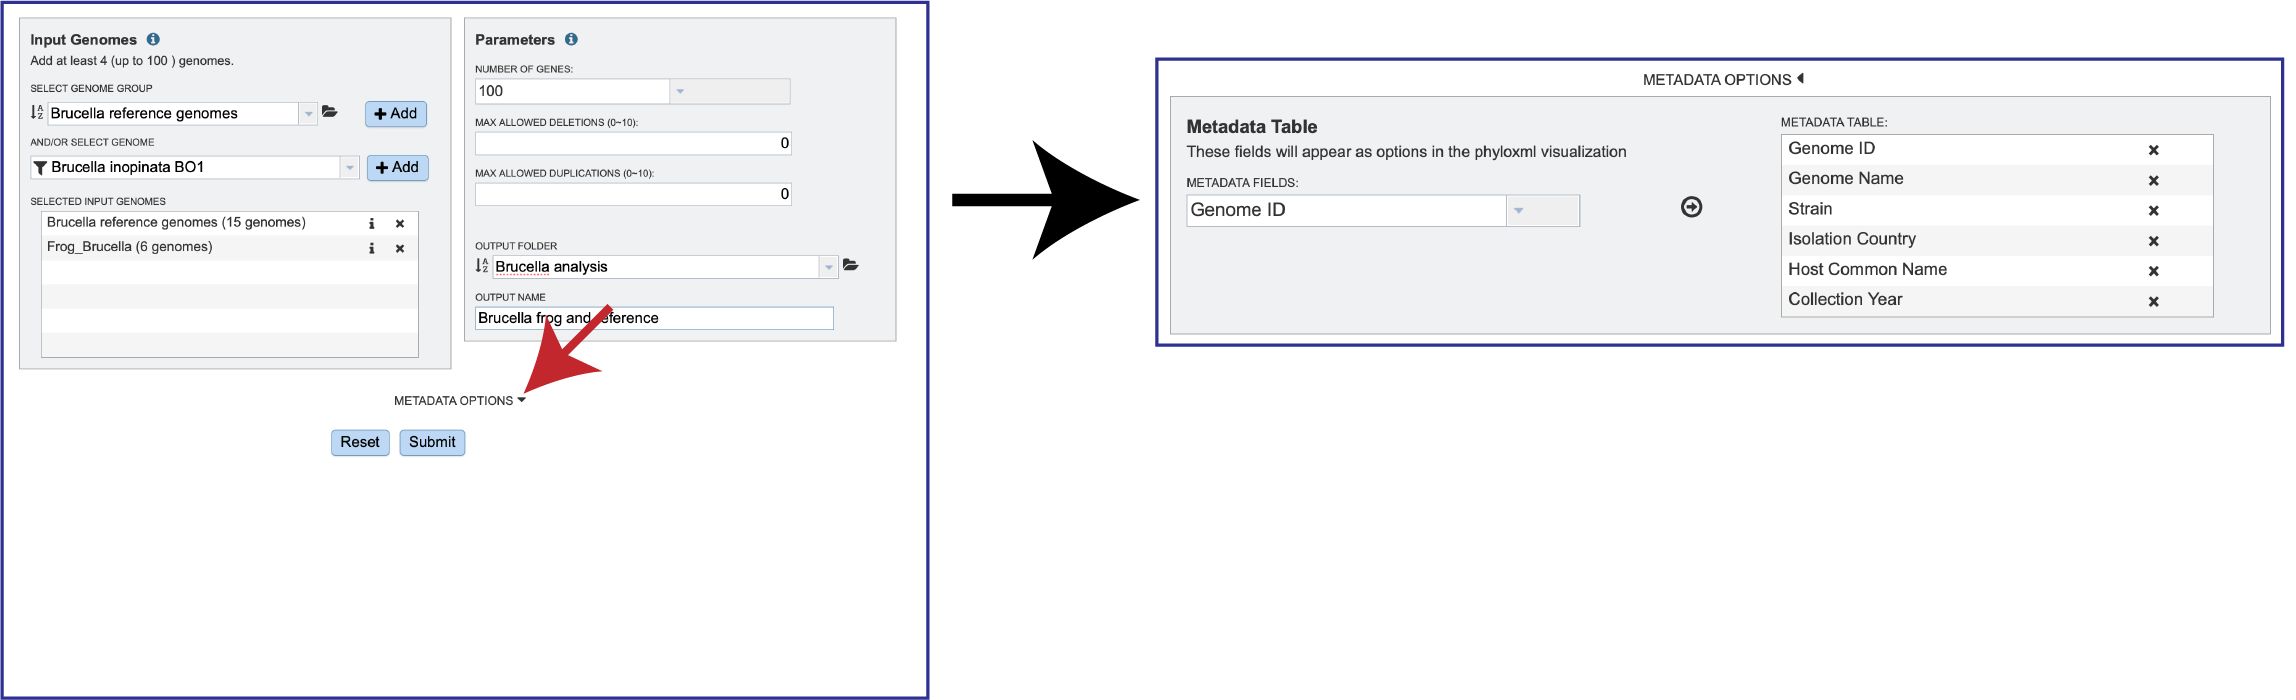 Input Genomes
Add at least 4 (up to 100 ) genomes.
SELECT GENOME GROUP
Brucella reference genomes
Add
AND/OR SELECT GENOME
Brucella inopinata BO1
Add
SELECTED INPUT GENOMES
Brucella reference genomes (15 genomes)
Frog_Brucella (6 genomes)
Parameters
NUMBER OF GENES:
100
MAX ALLOWED DELETIONS (0~10):
0
MAX ALLOWED DUPLICATIONS (0~10):
0
OUTPUT FOLDER
Brucella analysis
OUTPUT NAME
Brucella frog and reference
METADATA OPTIONS
Reset
Submit
METADATA OPTIONS
Metadata Table
These fields will appear as options in the phyloxml visualization
METADATA FIELDS:
Genome ID
METADATA TABLE:
Genome ID
Genome Name
Strain
Isolation Country
Host Common Name
Collection Year